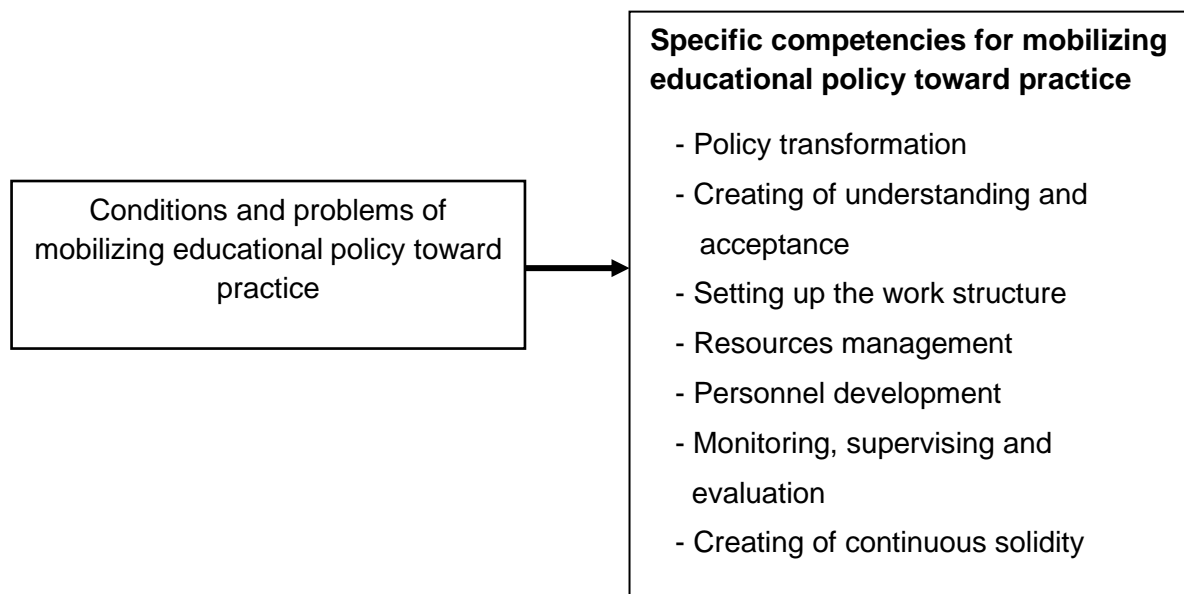 Conditions and problems of
mobilizing educational policy toward
practice
Specific competencies for mobilizing
educational policy toward practice
- Policy transformation
- Creating of understanding and
acceptance
- Setting up the work structure
- Resources management
- Personnel development
- Monitoring, supervising and
evaluation
- Creating of continuous solidity